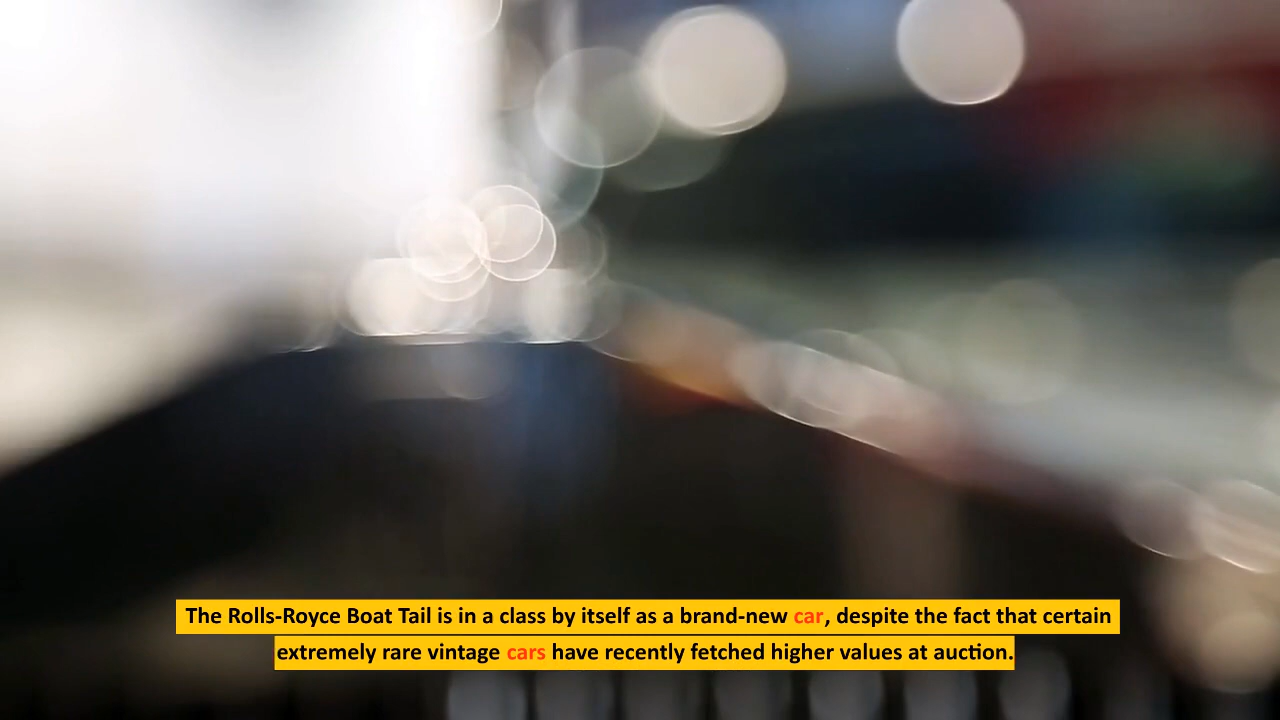 The Rolls-Royce Boat Tail is in a class by itself as a brand-new car, despite the fact that certain
extremely rare vintage cars have recently fetched higher values at auction.